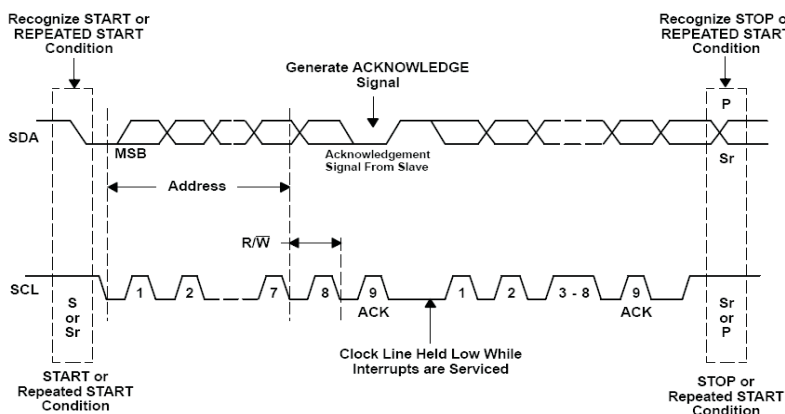 Recognize START or
REPEATED START
Condition
Recognize STOP or
REPEATED START
Condition
Generate ACKNOWLEDGE
Signal
P
SDA
MSB
Acknowledgement
Signal From Slave
Sr
Address
R/W̅
SCL
S
or
Sr
1
2
7
8
9
ACK
1
2
3 - 8
9
ACK
Sr
or
P
Clock Line Held Low While
Interrupts are Serviced
START or
Repeated START
Condition
STOP or
Repeated START
Condition